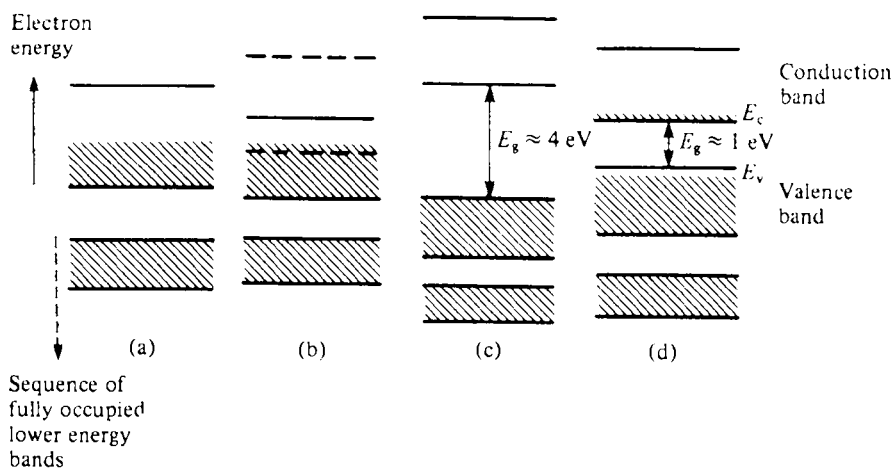 Electron
energy
Conduction
band
E_c
E_g ≈ 4 eV
E_g ≈ 1 eV
E_v
Valence
band
(a)
(b)
(c)
(d)
Sequence of
fully occupied
lower energy
bands